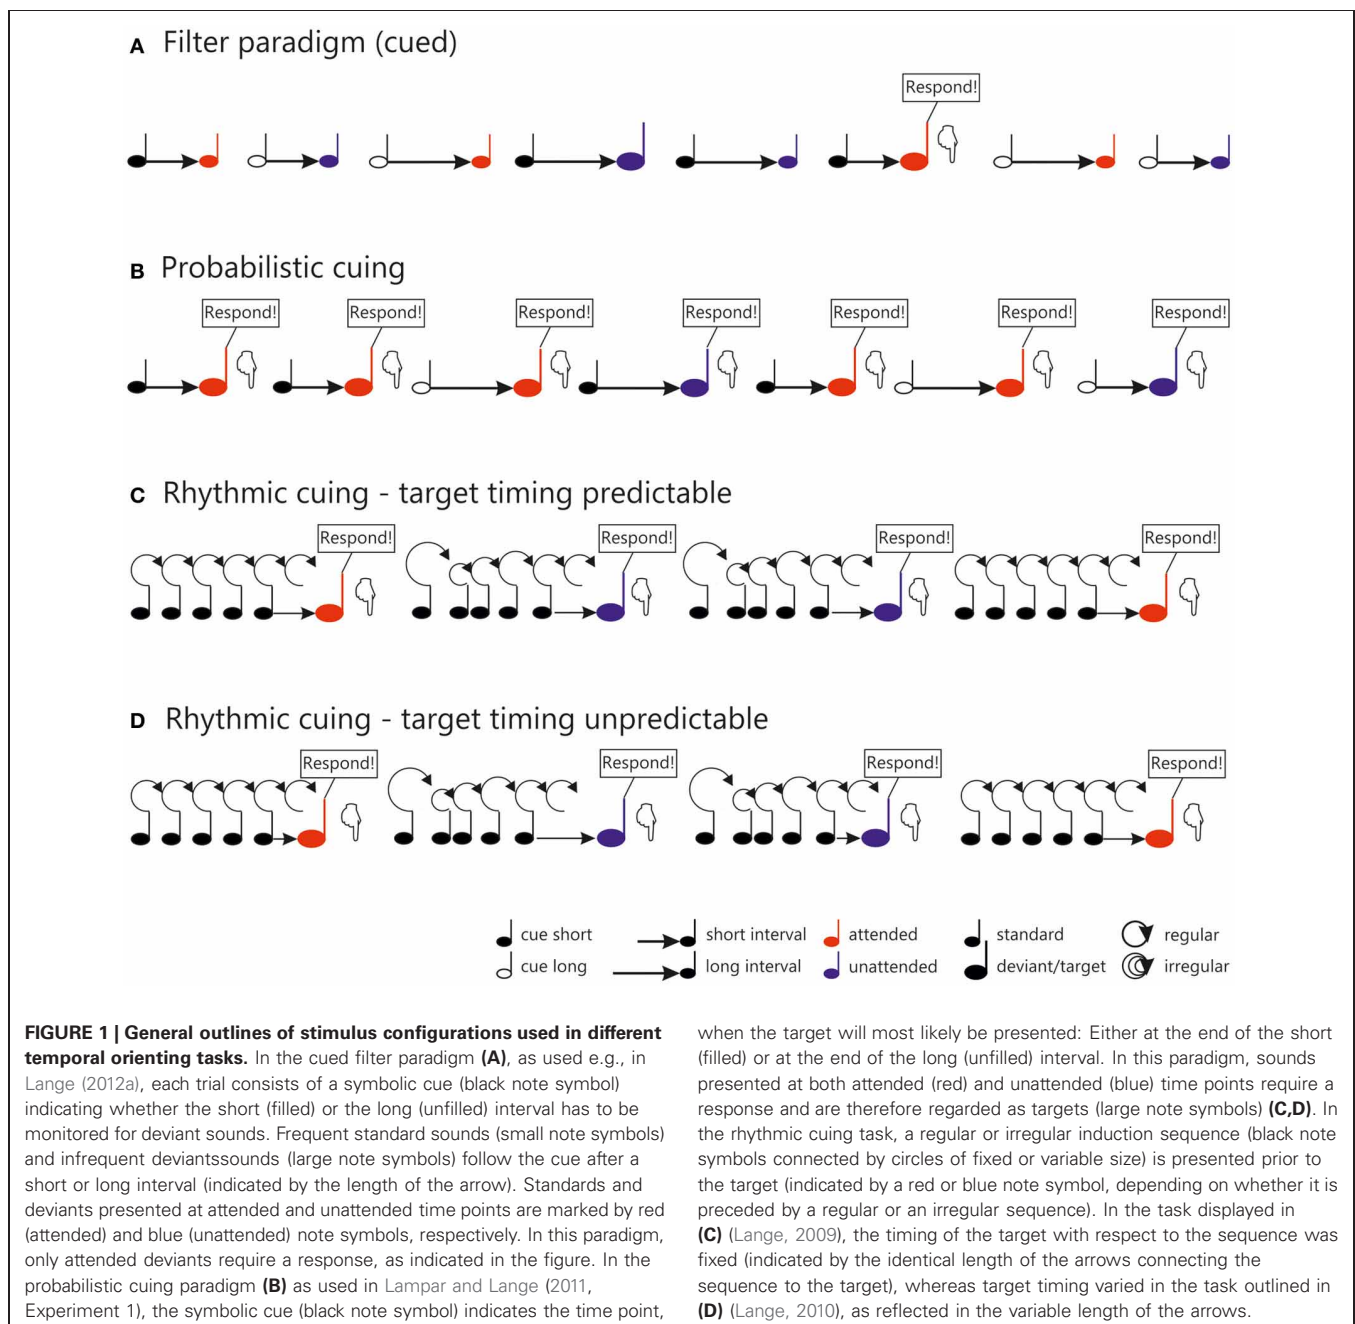 A Filter paradigm (cued)
Respond!
B Probabilistic cuing
Respond! Respond! Respond! Respond! Respond! Respond! Respond!
C Rhythmic cuing - target timing predictable
Respond! Respond! Respond! Respond!
D Rhythmic cuing - target timing unpredictable
Respond! Respond! Respond! Respond!
cue short short interval attended standard regular
cue long long interval unattended deviant/target irregular
FIGURE 1 | General outlines of stimulus configurations used in different
temporal orienting tasks. In the cued filter paradigm (A), as used e.g., in
Lange (2012a), each trial consists of a symbolic cue (black note symbol)
indicating whether the short (filled) or the long (unfilled) interval has to be
monitored for deviant sounds. Frequent standard sounds (small note symbols)
and infrequent deviantssounds (large note symbols) follow the cue after a
short or long interval (indicated by the length of the arrow). Standards and
deviants presented at attended and unattended time points are marked by red
(attended) and blue (unattended) note symbols, respectively. In this paradigm,
only attended deviants require a response, as indicated in the figure. In the
probabilistic cuing paradigm (B) as used in Lampar and Lange (2011,
Experiment 1), the symbolic cue (black note symbol) indicates the time point,
when the target will most likely be presented: Either at the end of the short
(filled) or at the end of the long (unfilled) interval. In this paradigm, sounds
presented at both attended (red) and unattended (blue) time points require a
response and are therefore regarded as targets (large note symbols) (C,D). In
the rhythmic cuing task, a regular or irregular induction sequence (black note
symbols connected by circles of fixed or variable size) is presented prior to
the target (indicated by a red or blue note symbol, depending on whether it is
preceded by a regular or an irregular sequence). In the task displayed in
(C) (Lange, 2009), the timing of the target with respect to the sequence was
fixed (indicated by the identical length of the arrows connecting the
sequence to the target), whereas target timing varied in the task outlined in
(D) (Lange, 2010), as reflected in the variable length of the arrows.